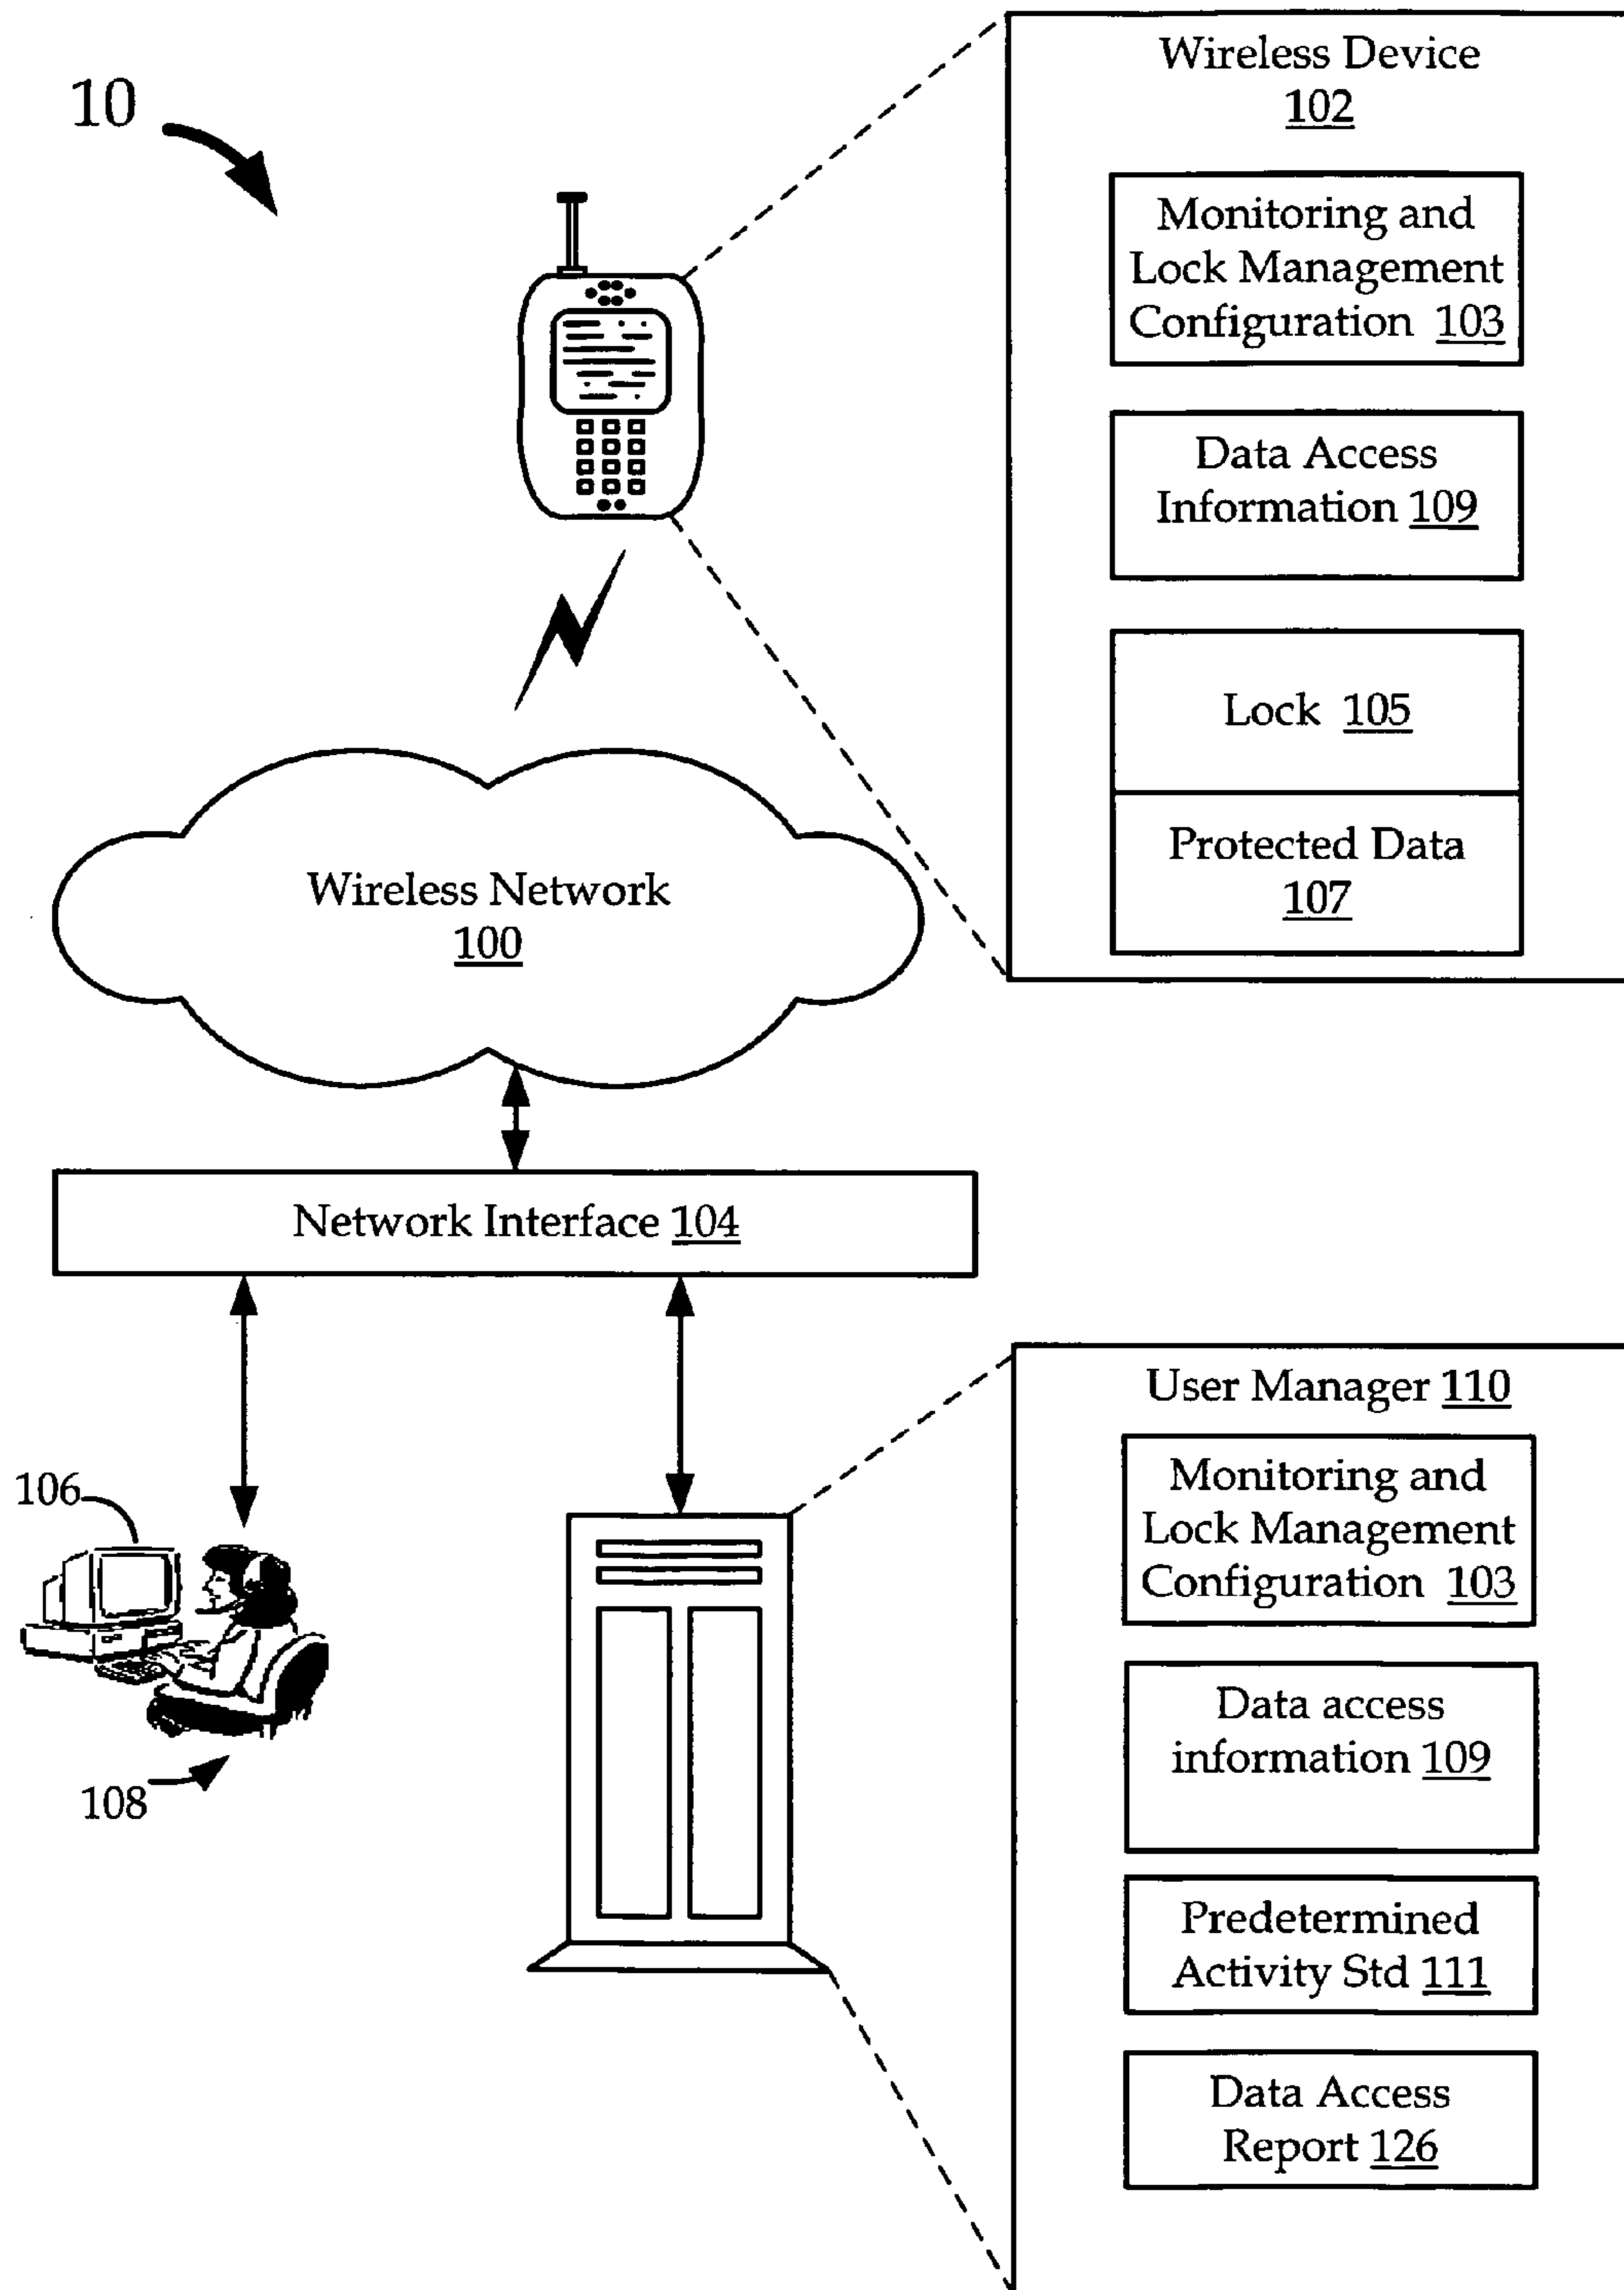 10
Wireless Device
102
Monitoring and
Lock Management
Configuration 103
Data Access
Information 109
Lock 105
Protected Data
107
Wireless Network
100
Network Interface 104
106
108
User Manager 110
Monitoring and
Lock Management
Configuration 103
Data access
information 109
Predetermined
Activity Std 111
Data Access
Report 126